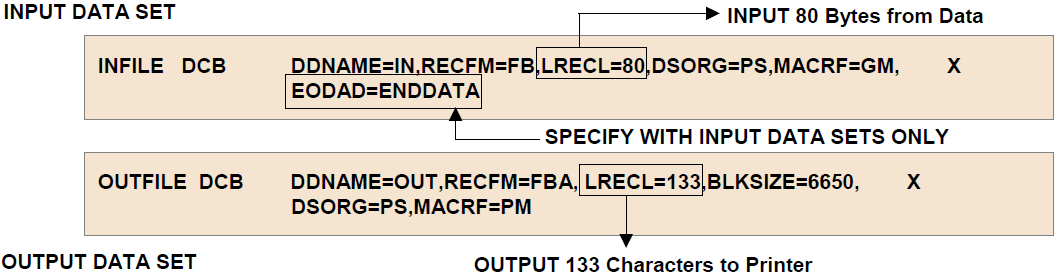 INPUT DATA SET
INPUT 80 Bytes from Data
INFILE DCB DDNAME=IN,RECFM=FB,LRECL=80,DSORG=PS,MACRF=GM, X
EODAD=ENDDATA
SPECIFY WITH INPUT DATA SETS ONLY
OUTFILE DCB DDNAME=OUT,RECFM=FBA, LRECL=133,BLKSIZE=6650, X
DSORG=PS,MACRF=PM
OUTPUT DATA SET
OUTPUT 133 Characters to Printer